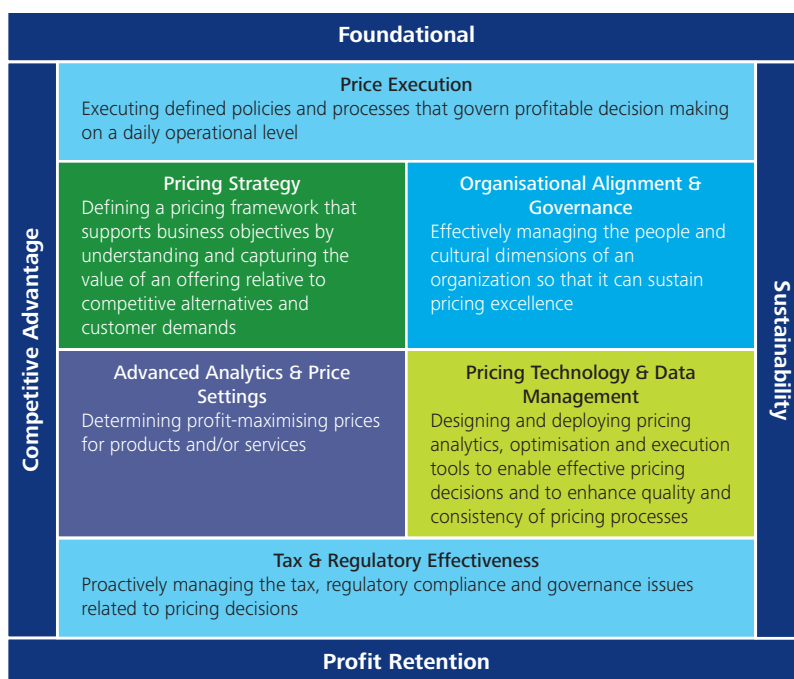 Foundational
Price Execution
Executing defined policies and processes that govern profitable decision making
on a daily operational level
Competitive Advantage
Pricing Strategy
Defining a pricing framework that
supports business objectives by
understanding and capturing the
value of an offering relative to
competitive alternatives and
customer demands
Organisational Alignment &
Governance
Effectively managing the people and
cultural dimensions of an
organization so that it can sustain
pricing excellence
Sustainability
Advanced Analytics & Price
Settings
Determining profit-maximising prices
for products and/or services
Pricing Technology & Data
Management
Designing and deploying pricing
analytics, optimisation and execution
tools to enable effective pricing
decisions and to enhance quality and
consistency of pricing processes
Tax & Regulatory Effectiveness
Proactively managing the tax, regulatory compliance and governance issues
related to pricing decisions
Profit Retention